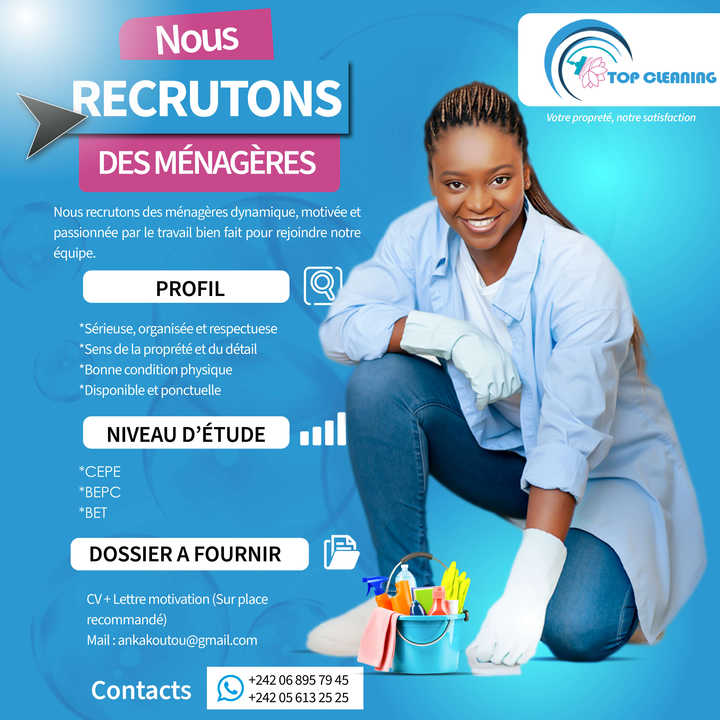 Nous
RECRUTONS
DES MÉNAGÈRES
TOP CLEANING
Votre propreté, notre satisfaction
Nous recrutons des ménagères dynamique, motivée et
passionnée par le travail bien fait pour rejoindre notre
équipe.
PROFIL
*Sérieuse, organisée et respectuese
*Sens de la proprété et du détail
*Bonne condition physique
*Disponible et ponctuelle
NIVEAU D'ÉTUDE
*CEPE
*BEPC
*BET
DOSSIER A FOURNIR
CV + Lettre motivation (Sur place
recommandé)
Mail : ankakoutou@gmail.com
Contacts
+242 06 895 79 45
+242 05 613 25 25